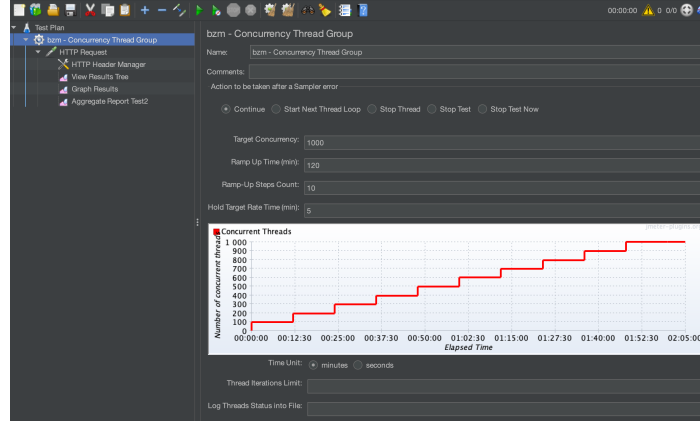 00:00:00 0 0/0
Test Plan
bzm - Concurrency Thread Group
HTTP Request
HTTP Header Manager
View Results Tree
Graph Results
Aggregate Report Test2
bzm - Concurrency Thread Group
Name: bzm - Concurrency Thread Group
Comments:
Action to be taken after a Sampler error
Continue Start Next Thread Loop Stop Thread Stop Test Stop Test Now
Target Concurrency: 1000
Ramp Up Time (min): 120
Ramp-Up Steps Count: 10
Hold Target Rate Time (min): 5
Concurrent Threads
Number of concurrent threads
1 000
900
800
700
600
500
400
300
200
100
0
00:00:00 00:12:30 00:25:00 00:37:30 00:50:00 01:02:30 01:15:00 01:27:30 01:40:00 01:52:30 02:05:00
Elapsed Time
Time Unit: minutes seconds
Thread Iterations Limit:
Log Threads Status into File: